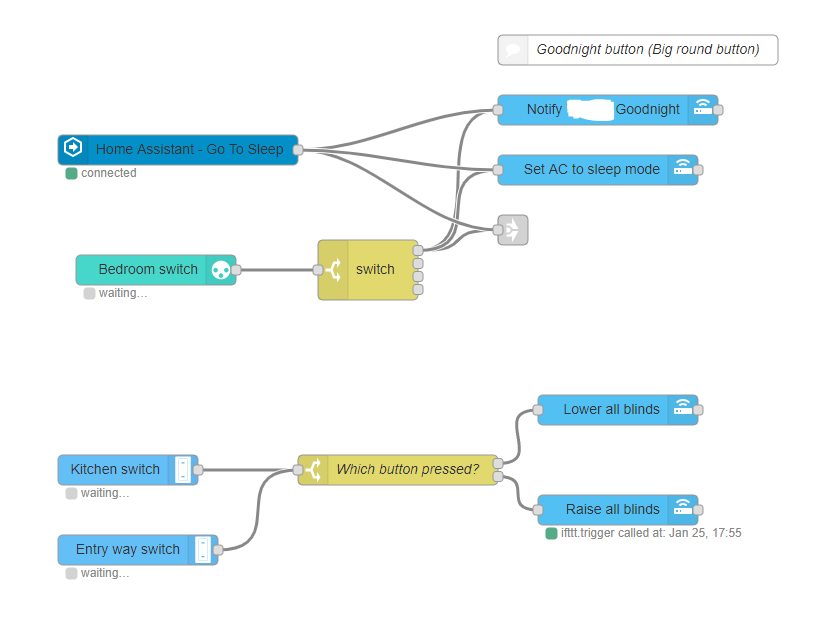 Goodnight button (Big round button)
Notify Goodnight
Home Assistant - Go To Sleep
connected
Set AC to sleep mode
Bedroom switch
waiting...
switch
Lower all blinds
Kitchen switch
waiting...
Which button pressed?
Raise all blinds
ifttt.trigger called at: Jan 25, 17:55
Entry way switch
waiting...